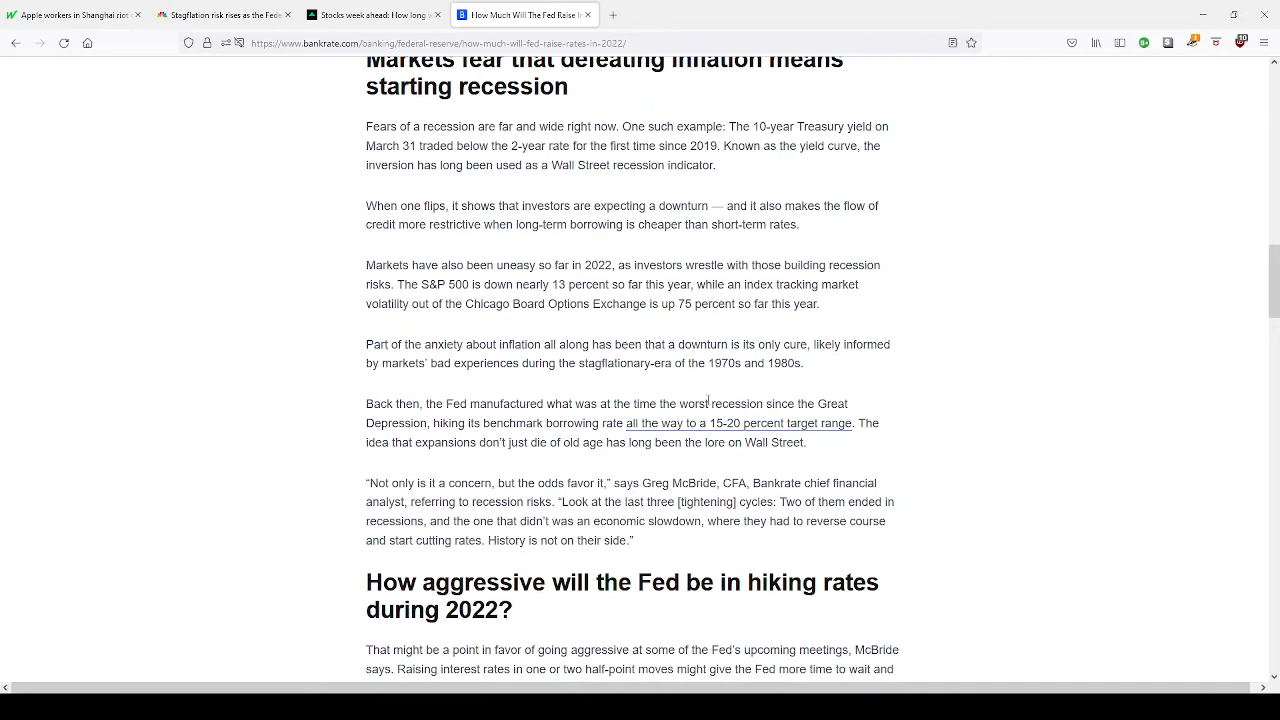 Apple workers in Shanghai riot
Stagflation risk rises as the Fede
Stocks week ahead: How long
How Much Will The Fed Raise In
https://www.bankrate.com/banking/federal-reserve/how-much-will-fed-raise-rates-in-2022/
10
Markets fear that defeating inflation means
starting recession
Fears of a recession are far and wide right now. One such example: The 10-year Treasury yield on
March 31 traded below the 2-year rate for the first time since 2019. Known as the yield curve, the
inversion has long been used as a Wall Street recession indicator.
When one flips, it shows that investors are expecting a downturn — and it also makes the flow of
credit more restrictive when long-term borrowing is cheaper than short-term rates.
Markets have also been uneasy so far in 2022, as investors wrestle with those building recession
risks. The S&P 500 is down nearly 13 percent so far this year, while an index tracking market
volatility out of the Chicago Board Options Exchange is up 75 percent so far this year.
Part of the anxiety about inflation all along has been that a downturn is its only cure, likely informed
by markets’ bad experiences during the stagflationary-era of the 1970s and 1980s.
Back then, the Fed manufactured what was at the time the worst recession since the Great
Depression, hiking its benchmark borrowing rate all the way to a 15-20 percent target range. The
idea that expansions don’t just die of old age has long been the lore on Wall Street.
“Not only is it a concern, but the odds favor it,” says Greg McBride, CFA, Bankrate chief financial
analyst, referring to recession risks. “Look at the last three [tightening] cycles: Two of them ended in
recessions, and the one that didn’t was an economic slowdown, where they had to reverse course
and start cutting rates. History is not on their side.”
How aggressive will the Fed be in hiking rates
during 2022?
That might be a point in favor of going aggressive at some of the Fed’s upcoming meetings, McBride
says. Raising interest rates in one or two half-point moves might give the Fed more time to wait and